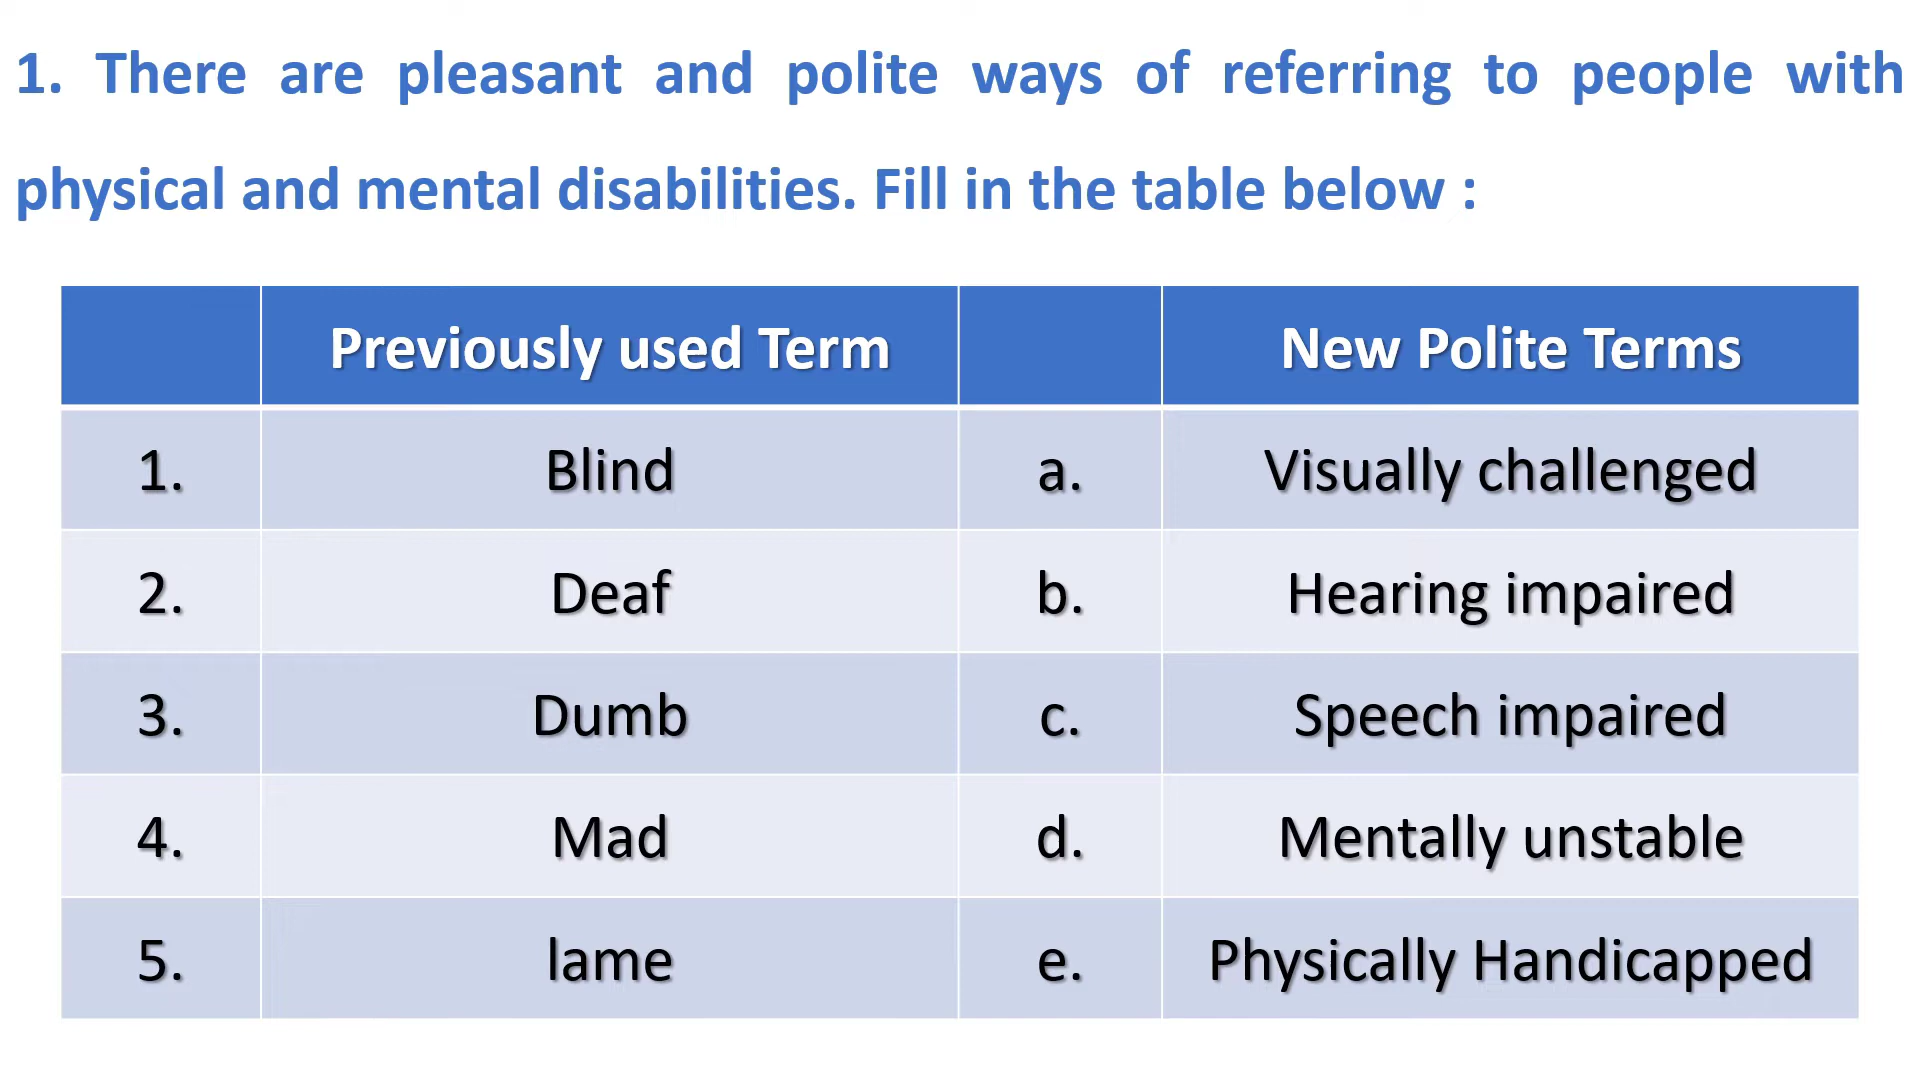 1. There are pleasant and polite ways of referring to people with
physical and mental disabilities. Fill in the table below :
Previously used Term New Polite Terms
1. Blind a. Visually challenged
2. Deaf b. Hearing impaired
3. Dumb c. Speech impaired
4. Mad d. Mentally unstable
5. lame e. Physically Handicapped